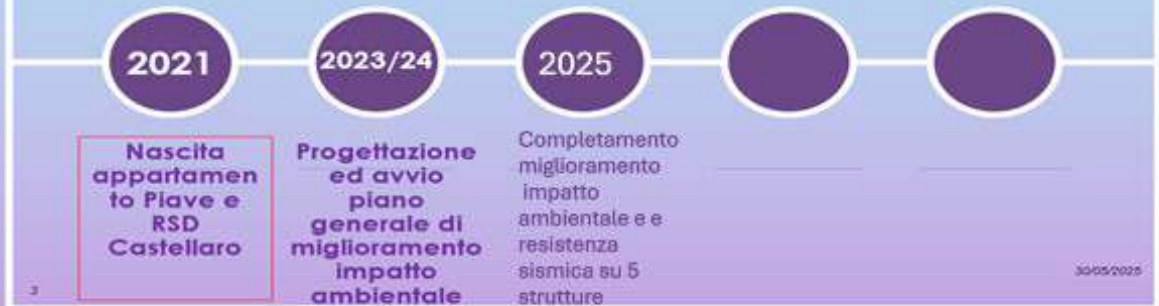 2021
2023/24
2025
Nascita
appartamen
to Piave e
RSD
Castellaro
Progettazione
ed avvio
piano
generale di
miglioramento
impatto
ambientale
Completamento
miglioramento
impatto
ambientale e e
resistenza
sismica su 5
strutture
3
30/05/2025